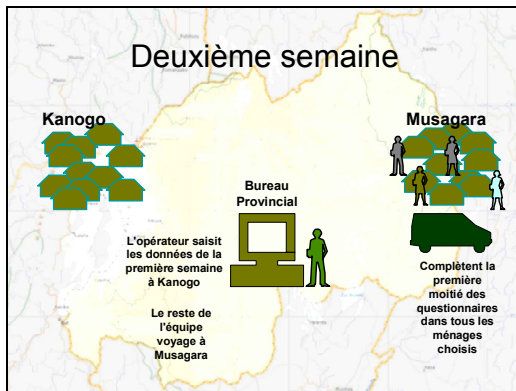 Deuxième semaine
Kanogo
Musagara
Bureau
Provincial
L'opérateur saisit
les données de la
première semaine
à Kanogo
Le reste de
l'équipe
voyage à
Musagara
Complètent la
première
moitié des
questionnaires
dans tous les
ménages
choisis